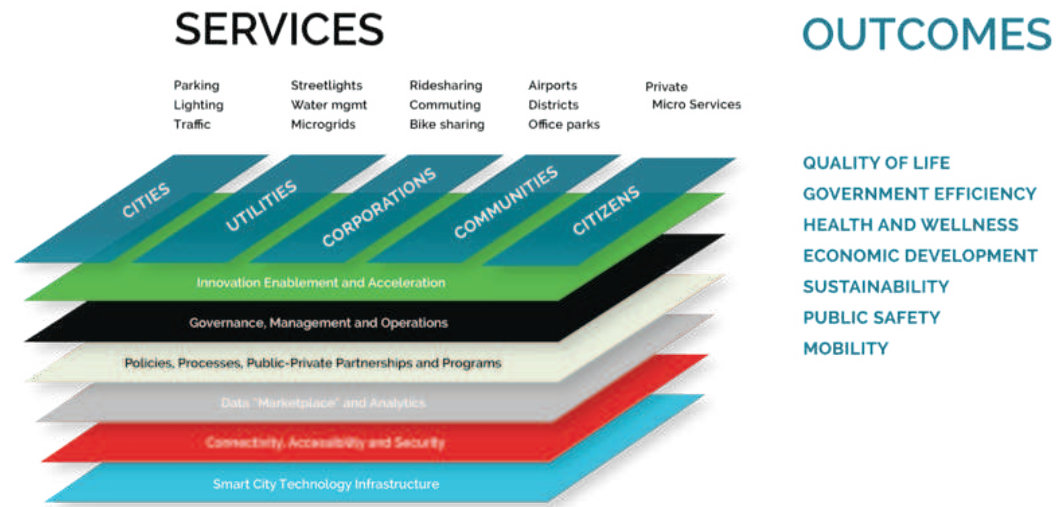 SERVICES
OUTCOMES
Parking
Lighting
Traffic
Streetlights
Water mgmt
Microgrids
Ridesharing
Commuting
Bike sharing
Airports
Districts
Office parks
Private
Micro Services
CITIES
UTILITIES
CORPORATIONS
COMMUNITIES
CITIZENS
Innovation Enablement and Acceleration
Governance, Management and Operations
Policies, Processes, Public-Private Partnerships and Programs
Data "Marketplace" and Analytics
Connectivity, Accessibility and Security
Smart City Technology Infrastructure
QUALITY OF LIFE
GOVERNMENT EFFICIENCY
HEALTH AND WELLNESS
ECONOMIC DEVELOPMENT
SUSTAINABILITY
PUBLIC SAFETY
MOBILITY